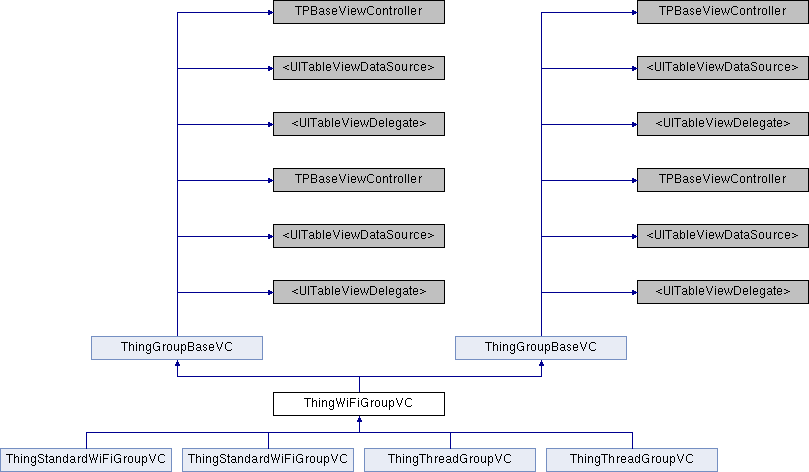 TPBaseViewController TPBaseViewController
<UITableViewDataSource> <UITableViewDataSource>
<UITableViewDelegate> <UITableViewDelegate>
TPBaseViewController TPBaseViewController
<UITableViewDataSource> <UITableViewDataSource>
<UITableViewDelegate> <UITableViewDelegate>
ThingGroupBaseVC ThingGroupBaseVC
ThingWiFiGroupVC
ThingStandardWiFiGroupVC ThingStandardWiFiGroupVC ThingThreadGroupVC ThingThreadGroupVC